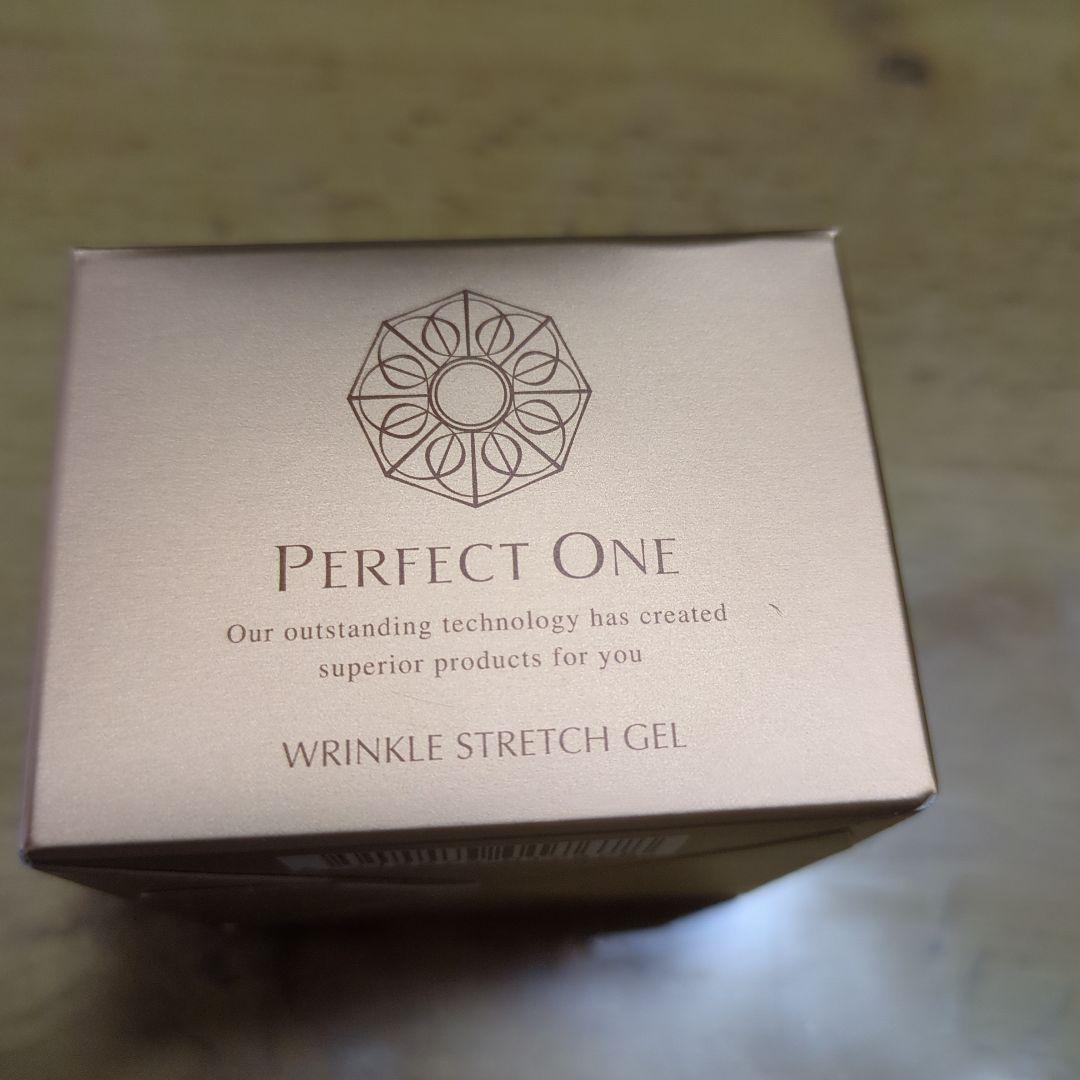 PERFECT ONE
Our outstanding technology has created
superior products for you
WRINKLE STRETCH GEL